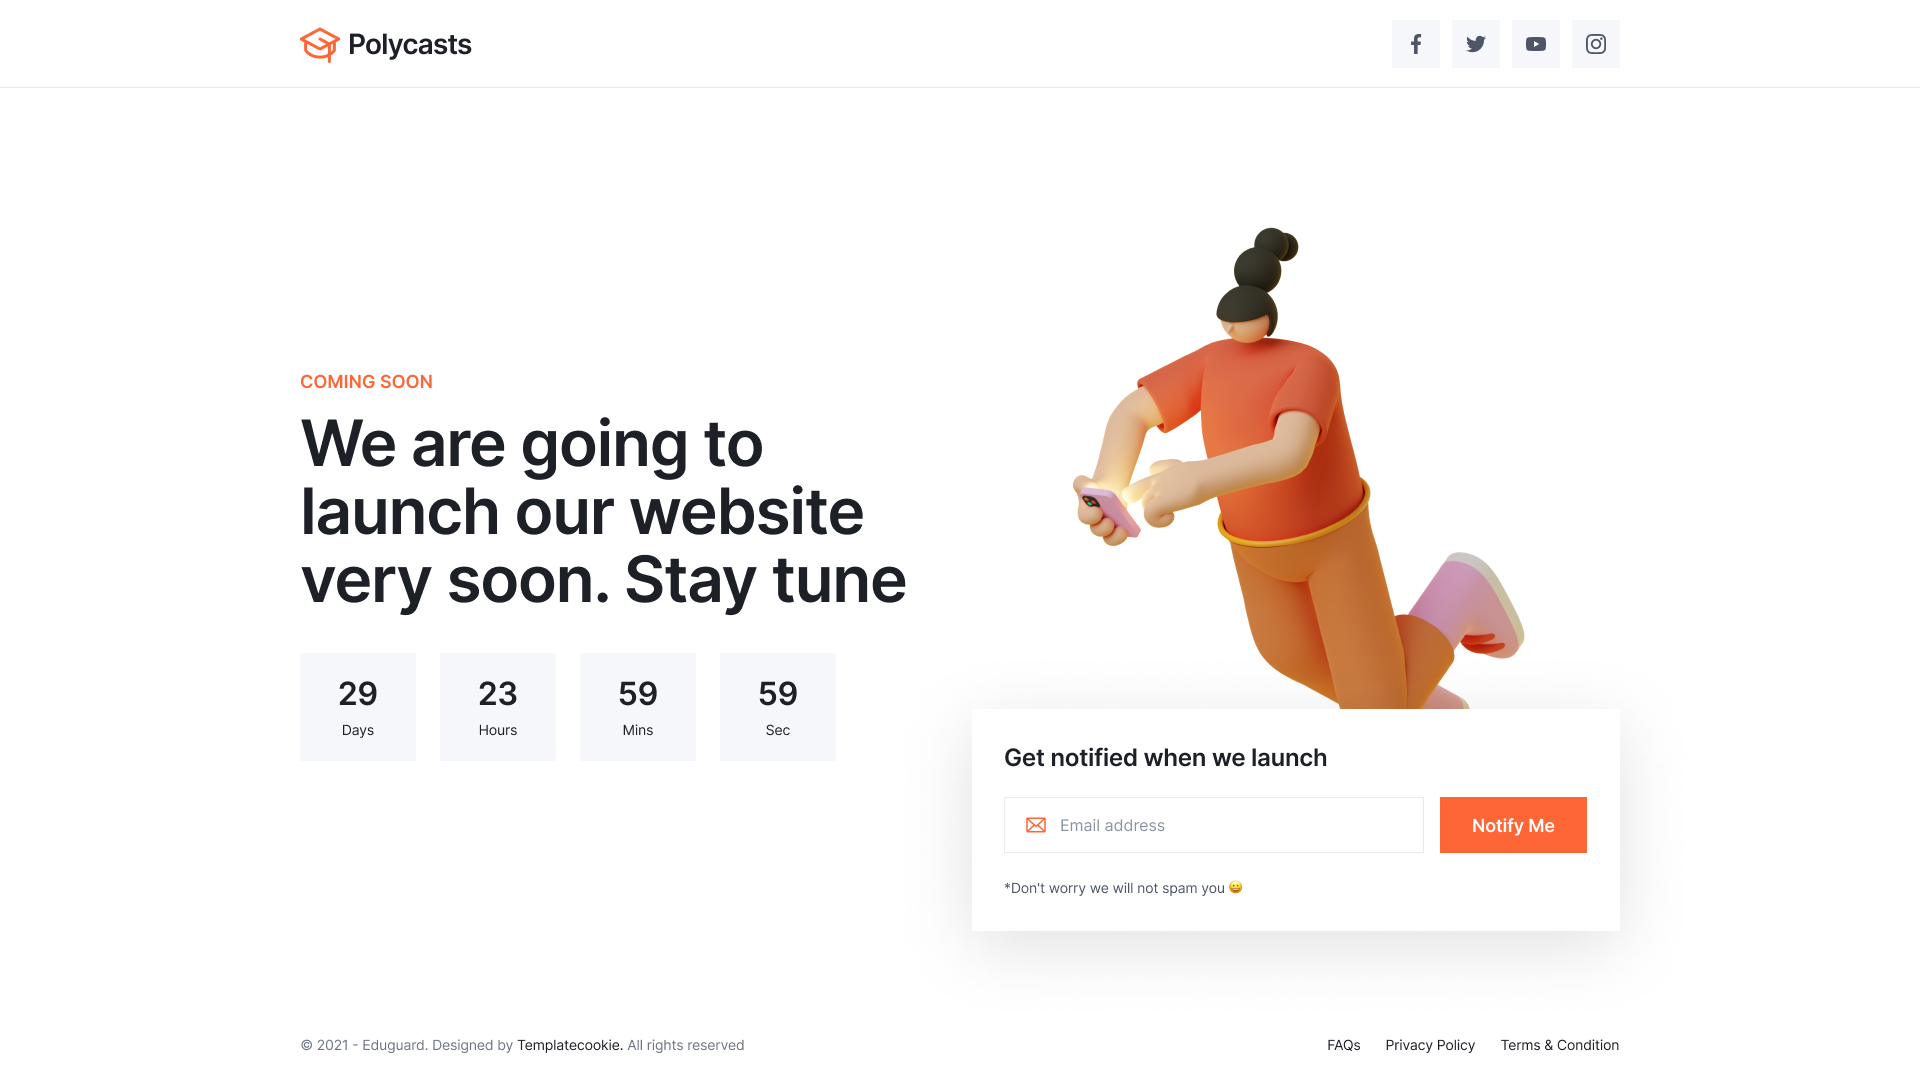 Polycasts
COMING SOON
We are going to
launch our website
very soon. Stay tune
29
Days
23
Hours
59
Mins
59
Sec
Get notified when we launch
Email address
Notify Me
*Don't worry we will not spam you 😀
© 2021 - Eduguard. Designed by Templatecookie. All rights reserved
FAQs
Privacy Policy
Terms & Condition